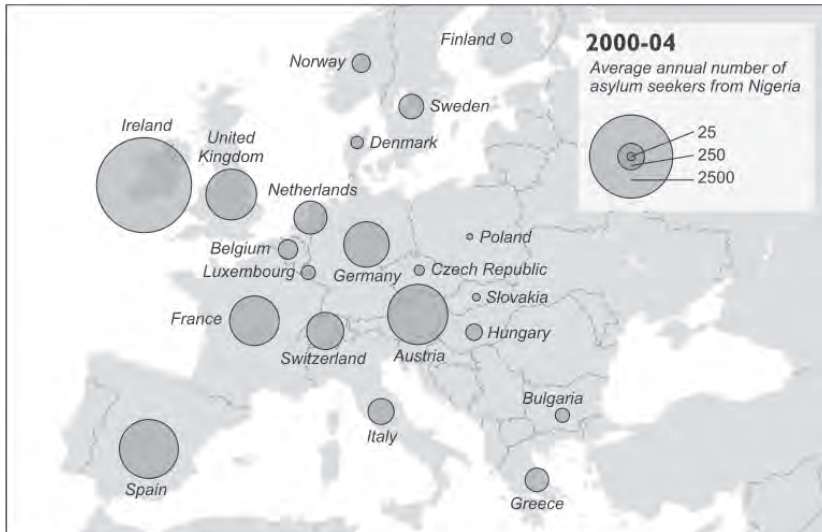 2000-04
Average annual number of
asylum seekers from Nigeria
25
250
2500
Finland
Norway
Sweden
Denmark
Ireland
United
Kingdom
Netherlands
Poland
Belgium
Luxembourg
Germany
Czech Republic
Slovakia
France
Switzerland
Austria
Hungary
Bulgaria
Italy
Spain
Greece